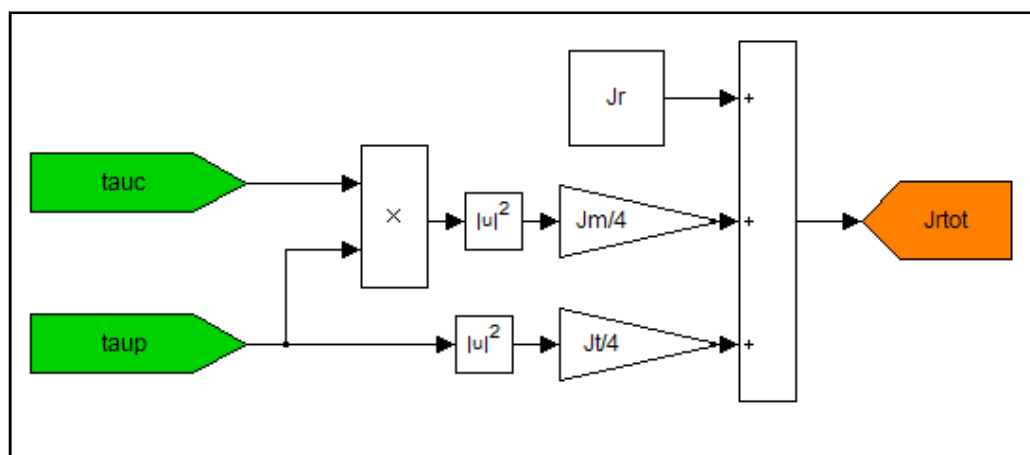 Jr
+
tauc
×
|u|²
Jm/4
+
Jrtot
taup
|u|²
Jt/4
+